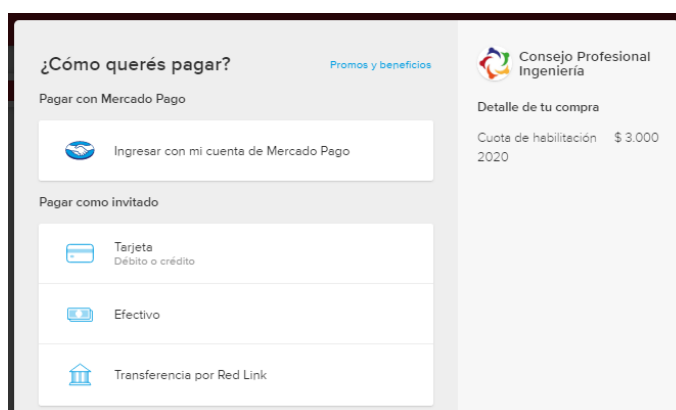 ¿Cómo querés pagar?
Promos y beneficios
Pagar con Mercado Pago
Ingresar con mi cuenta de Mercado Pago
Pagar como invitado
Tarjeta
Débito o crédito
Efectivo
Transferencia por Red Link
Consejo Profesional
Ingeniería
Detalle de tu compra
Cuota de habilitación $ 3.000
2020